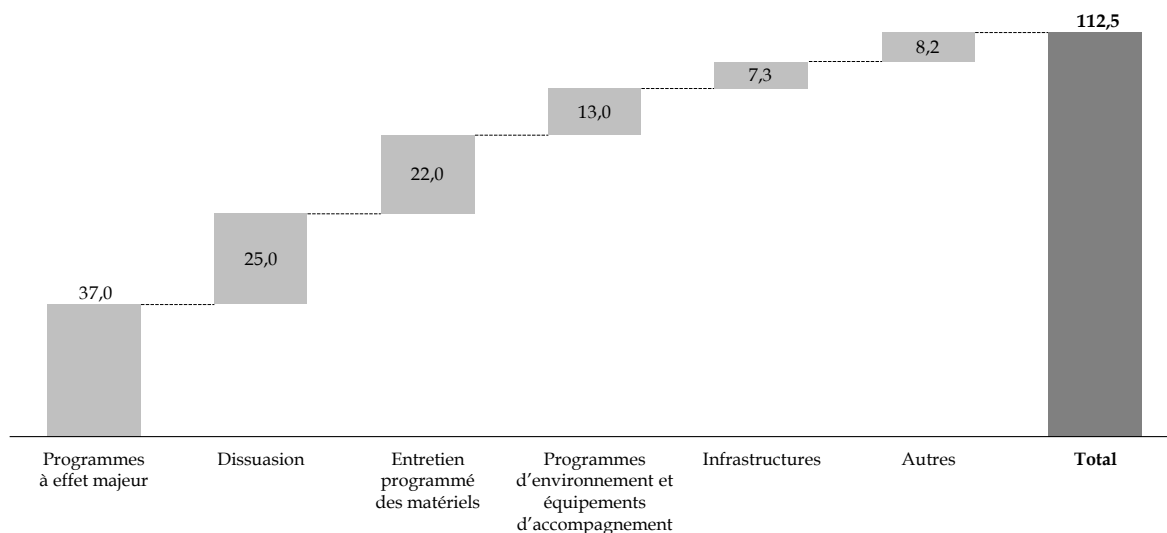 112,5
8,2
7,3
13,0
22,0
25,0
37,0
Programmes
à effet majeur
Dissuasion
Entretien
programmé
des matériels
Programmes
d’environnement et
équipements
d’accompagnement
Infrastructures
Autres
Total